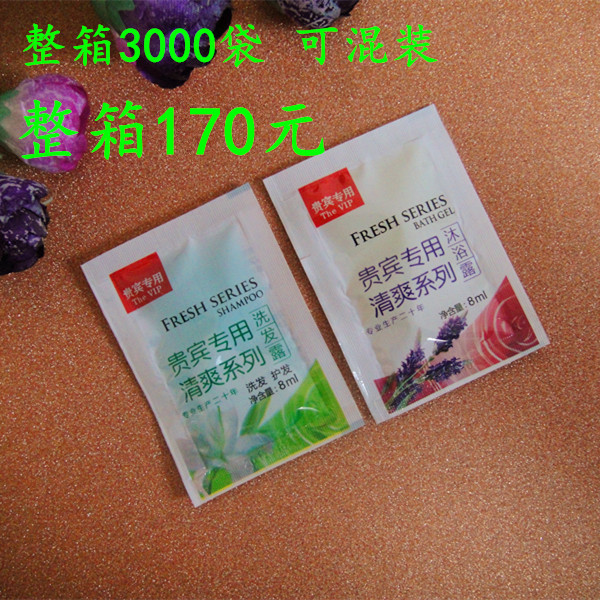 整箱3000袋 可混装
整箱170元
贵宾专用
The VIP
FRESH SERIES
SHAMPOO
贵宾专用
清爽系列
洗发露
专业生产二十年
洗发 护发
净含量:8ml
贵宾专用
The VIP
FRESH SERIES
BATH GEL
贵宾专用
清爽系列
沐浴露
专业生产二十年
净含量:8ml